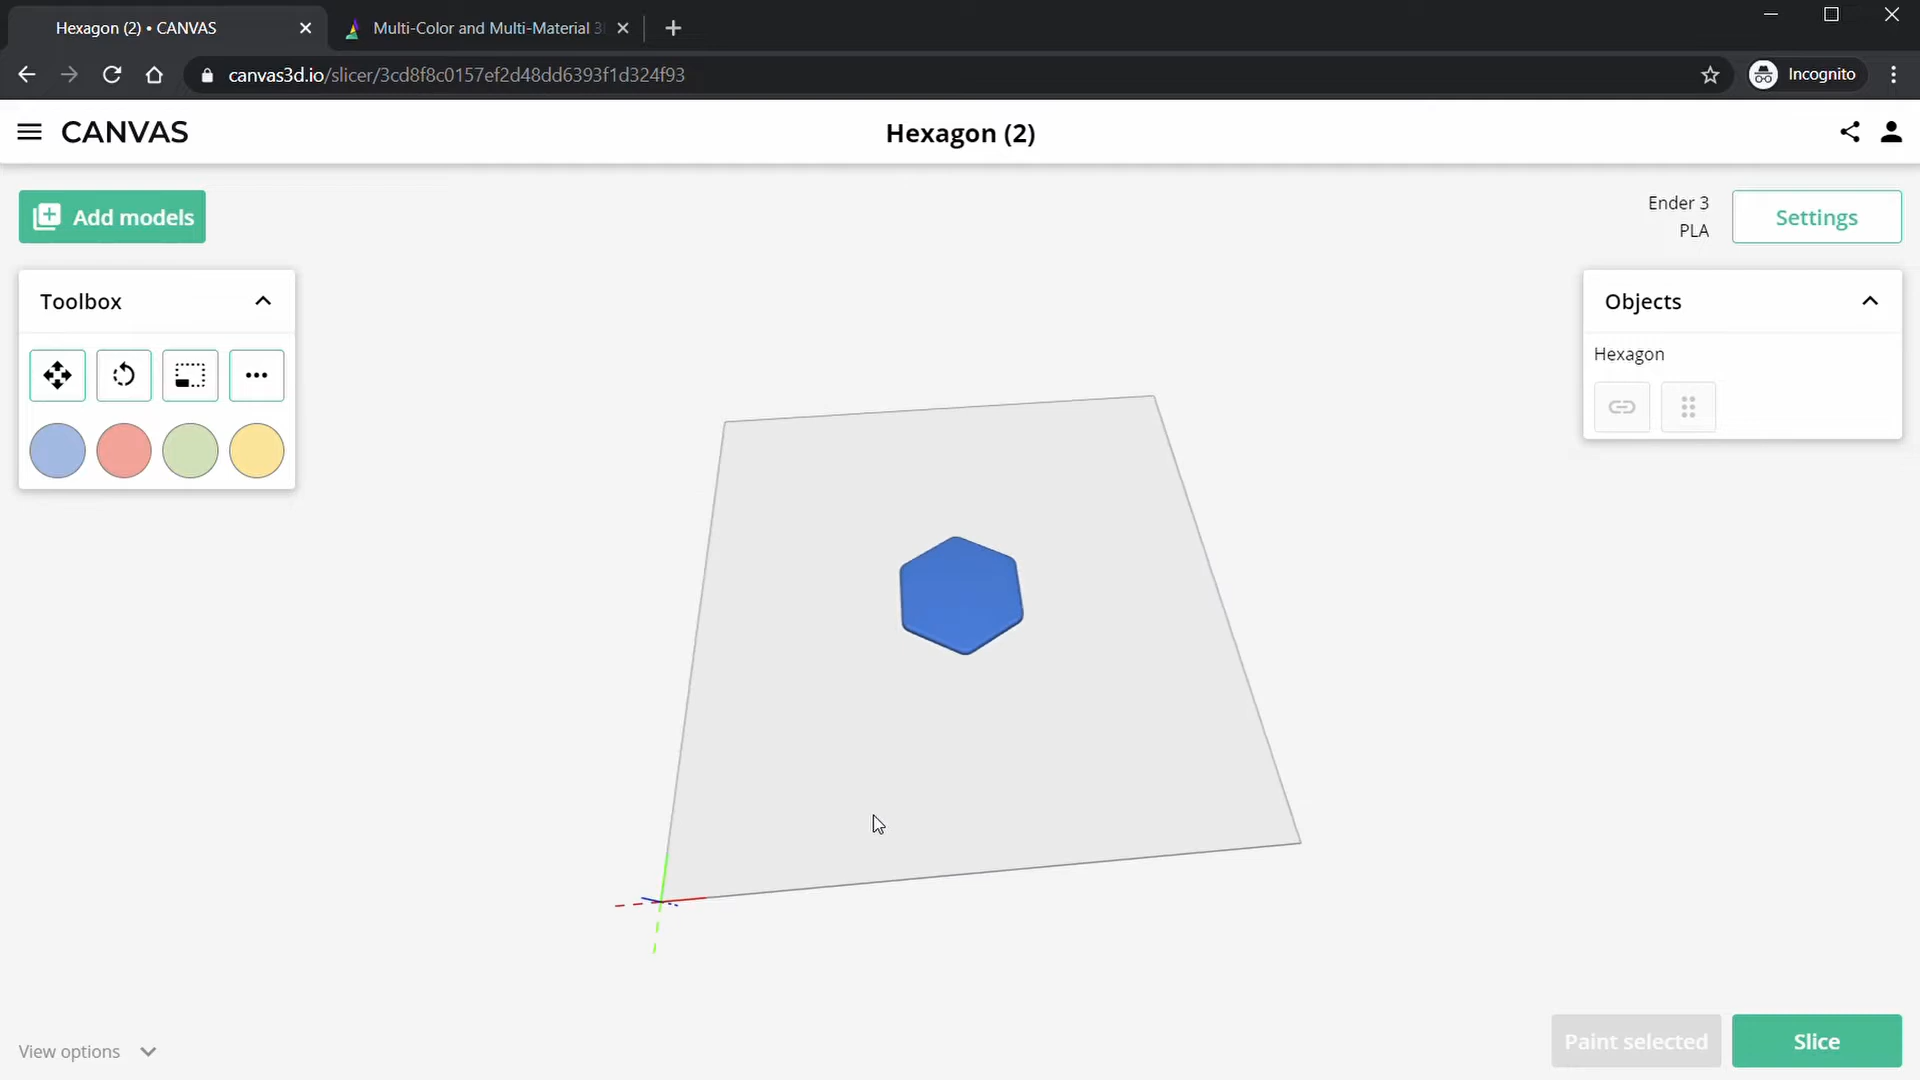 Hexagon (2) • CANVAS
Multi-Color and Multi-Material 3
canvas3d.io/slicer/3cd8f8c0157ef2d48dd6393f1d324f93
Incognito
CANVAS
Hexagon (2)
Add models
Ender 3
PLA
Settings
Toolbox
Objects
Hexagon
View options
Paint selected
Slice